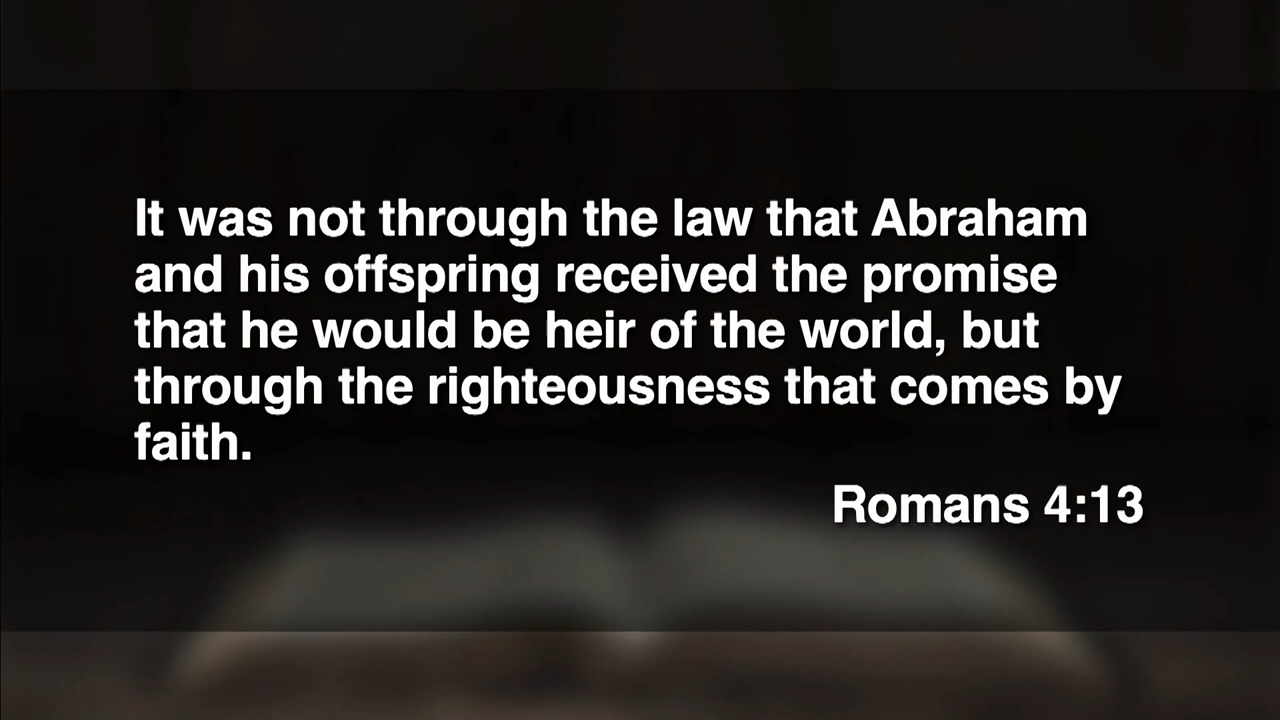 It was not through the law that Abraham
and his offspring received the promise
that he would be heir of the world, but
through the righteousness that comes by
faith.
Romans 4:13